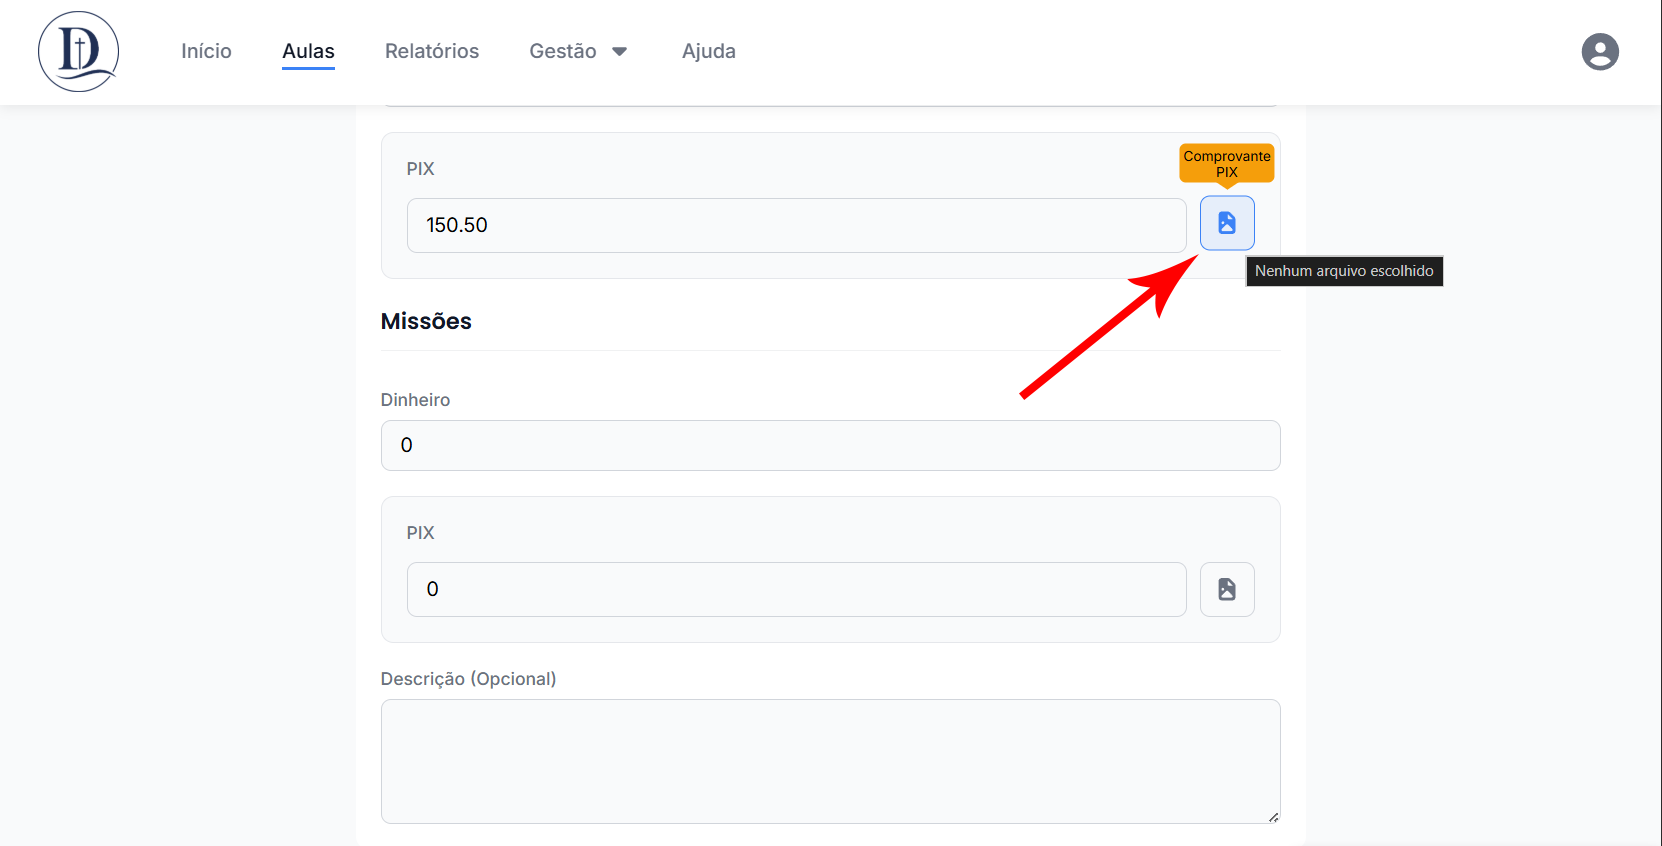 D
Início
Aulas
Relatórios
Gestão
Ajuda
PIX
Comprovante
PIX
150.50
Nenhum arquivo escolhido
Missões
Dinheiro
0
PIX
0
Descrição (Opcional)